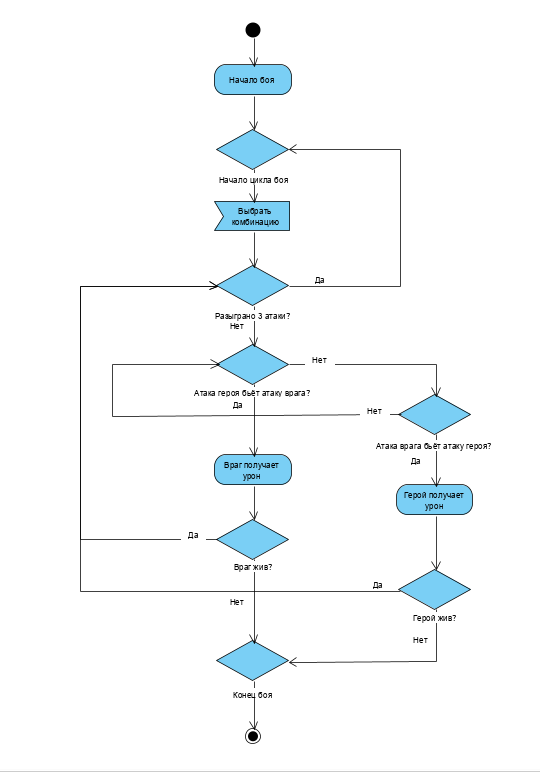 Начало боя
Начало цикла боя
Выбрать
комбинацию
Да
Разыграно 3 атаки?
Нет
Нет
Атака героя бьёт атаку врага?
Да
Нет
Атака врага бьёт атаку героя?
Да
Враг получает
урон
Герой получает
урон
Да
Враг жив?
Да
Нет
Герой жив?
Нет
Конец боя